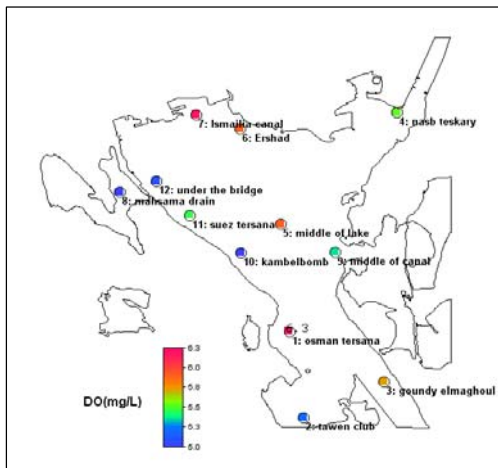 7: Ismailia canal
6: Ershad
4: nasb teskary
12: under the bridge
8: mahsama drain
11: suez tersana
5: middle of lake
10: kambelbomb
9: middle of canal
3
1: osman tersana
3: goundy elmaghoul
2: tawen club
DO(mg/L)
6.3
6.0
5.8
5.5
5.3
5.0